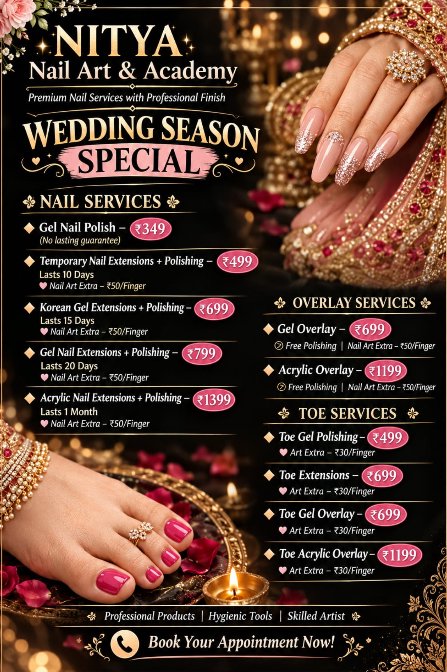 NITYA
Nail Art & Academy
Premium Nail Services with Professional Finish
WEDDING SEASON
SPECIAL
NAIL SERVICES
Gel Nail Polish – ₹349
(No lasting guarantee)
Temporary Nail Extensions + Polishing – ₹499
Lasts 10 Days
Nail Art Extra – ₹50/Finger
Korean Gel Extensions + Polishing – ₹699
Lasts 15 Days
Nail Art Extra – ₹50/Finger
Gel Nail Extensions + Polishing – ₹799
Lasts 20 Days
Nail Art Extra – ₹50/Finger
Acrylic Nail Extensions + Polishing – ₹1399
Lasts 1 Month
Nail Art Extra – ₹50/Finger
OVERLAY SERVICES
Gel Overlay – ₹699
Free Polishing | Nail Art Extra – ₹50/Finger
Acrylic Overlay – ₹1199
Free Polishing | Nail Art Extra – ₹50/Finger
TOE SERVICES
Toe Gel Polishing – ₹499
Art Extra – ₹30/Finger
Toe Extensions – ₹699
Art Extra – ₹30/Finger
Toe Gel Overlay – ₹699
Art Extra – ₹30/Finger
Toe Acrylic Overlay – ₹1199
Art Extra – ₹30/Finger
Professional Products | Hygienic Tools | Skilled Artist
Book Your Appointment Now!